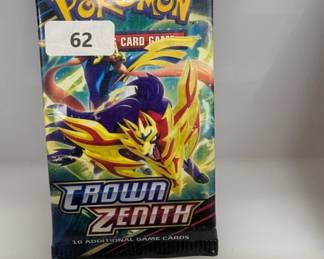 POKÉMON
CARD GAME
62
CROWN
ZENITH
10 ADDITIONAL GAME CARDS